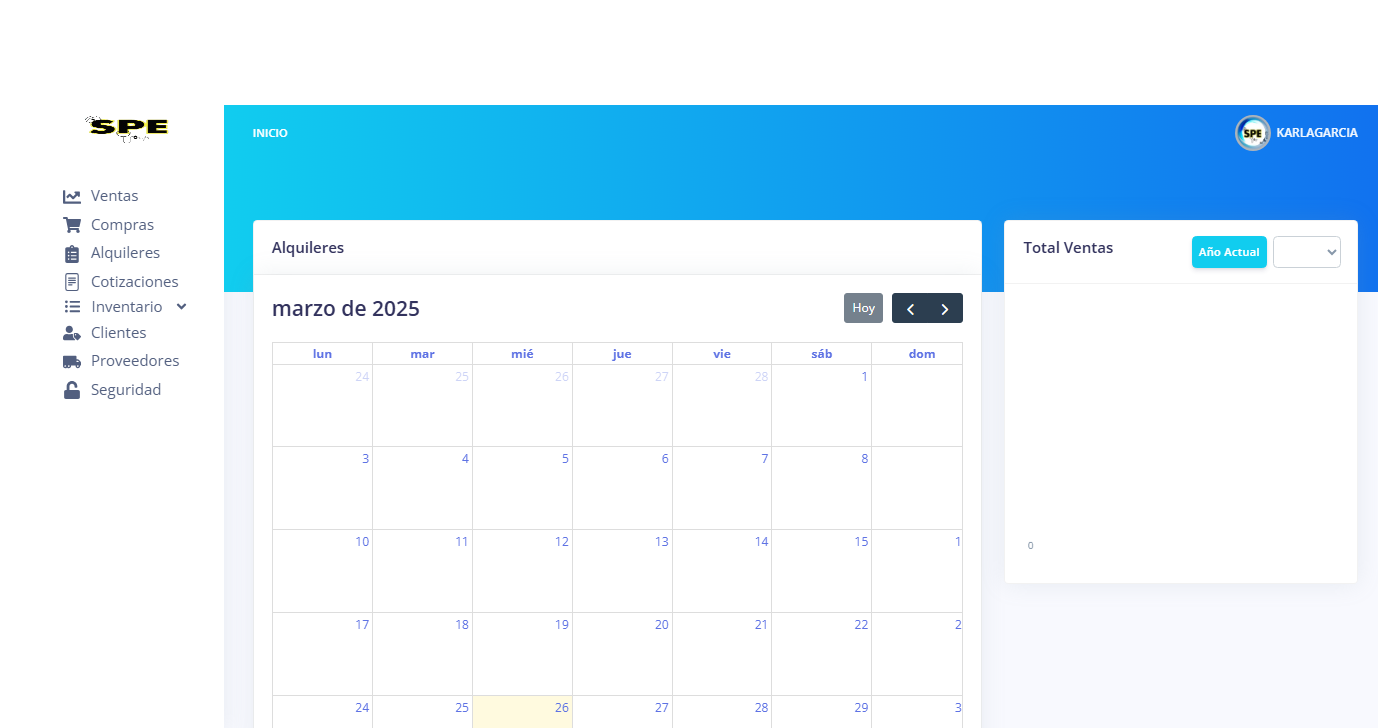 SPE
INICIO
SPE KARLAGARCIA
Ventas
Compras
Alquileres
Cotizaciones
Inventario
Clientes
Proveedores
Seguridad
Alquileres
marzo de 2025
Hoy
lun mar mié jue vie sáb dom
24 25 26 27 28 1
3 4 5 6 7 8
10 11 12 13 14 15 1
17 18 19 20 21 22 2
24 25 26 27 28 29 3
Total Ventas
Año Actual
0